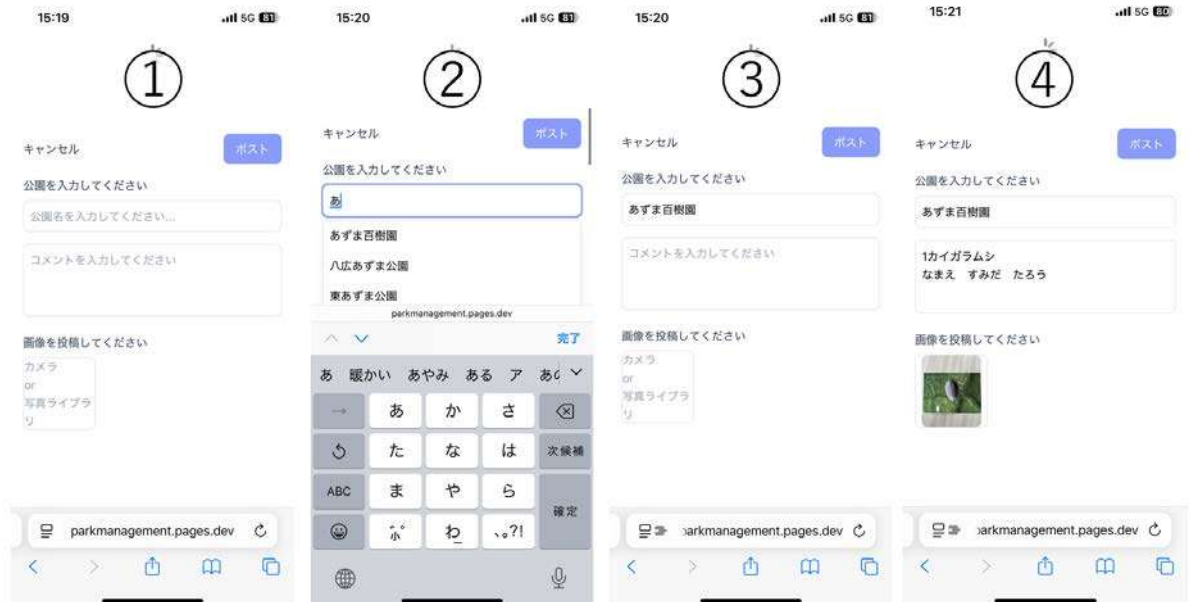 15:19
5G 81
①
キャンセル
ポスト
公園を入力してください
公園名を入力してください...
コメントを入力してください
画像を投稿してください
カメラ
or
写真ライブラ
リ
parkmanagement.pages.dev
15:20
5G 81
②
キャンセル
ポスト
公園を入力してください
あ
あずま百樹園
八広あずま公園
東あずま公園
parkmanagement.pages.dev
完了
あ 暖かい あやみ ある ア あの
→ あ か さ
た な は 次候補
ABC ま や ら
確定
小 わ 、。?!
15:20
5G 81
③
キャンセル
ポスト
公園を入力してください
あずま百樹園
コメントを入力してください
画像を投稿してください
カメラ
or
写真ライブラ
リ
parkmanagement.pages.dev
15:21
5G 80
④
キャンセル
ポスト
公園を入力してください
あずま百樹園
1カイガラムシ
なまえ すみだ たろう
画像を投稿してください
parkmanagement.pages.dev